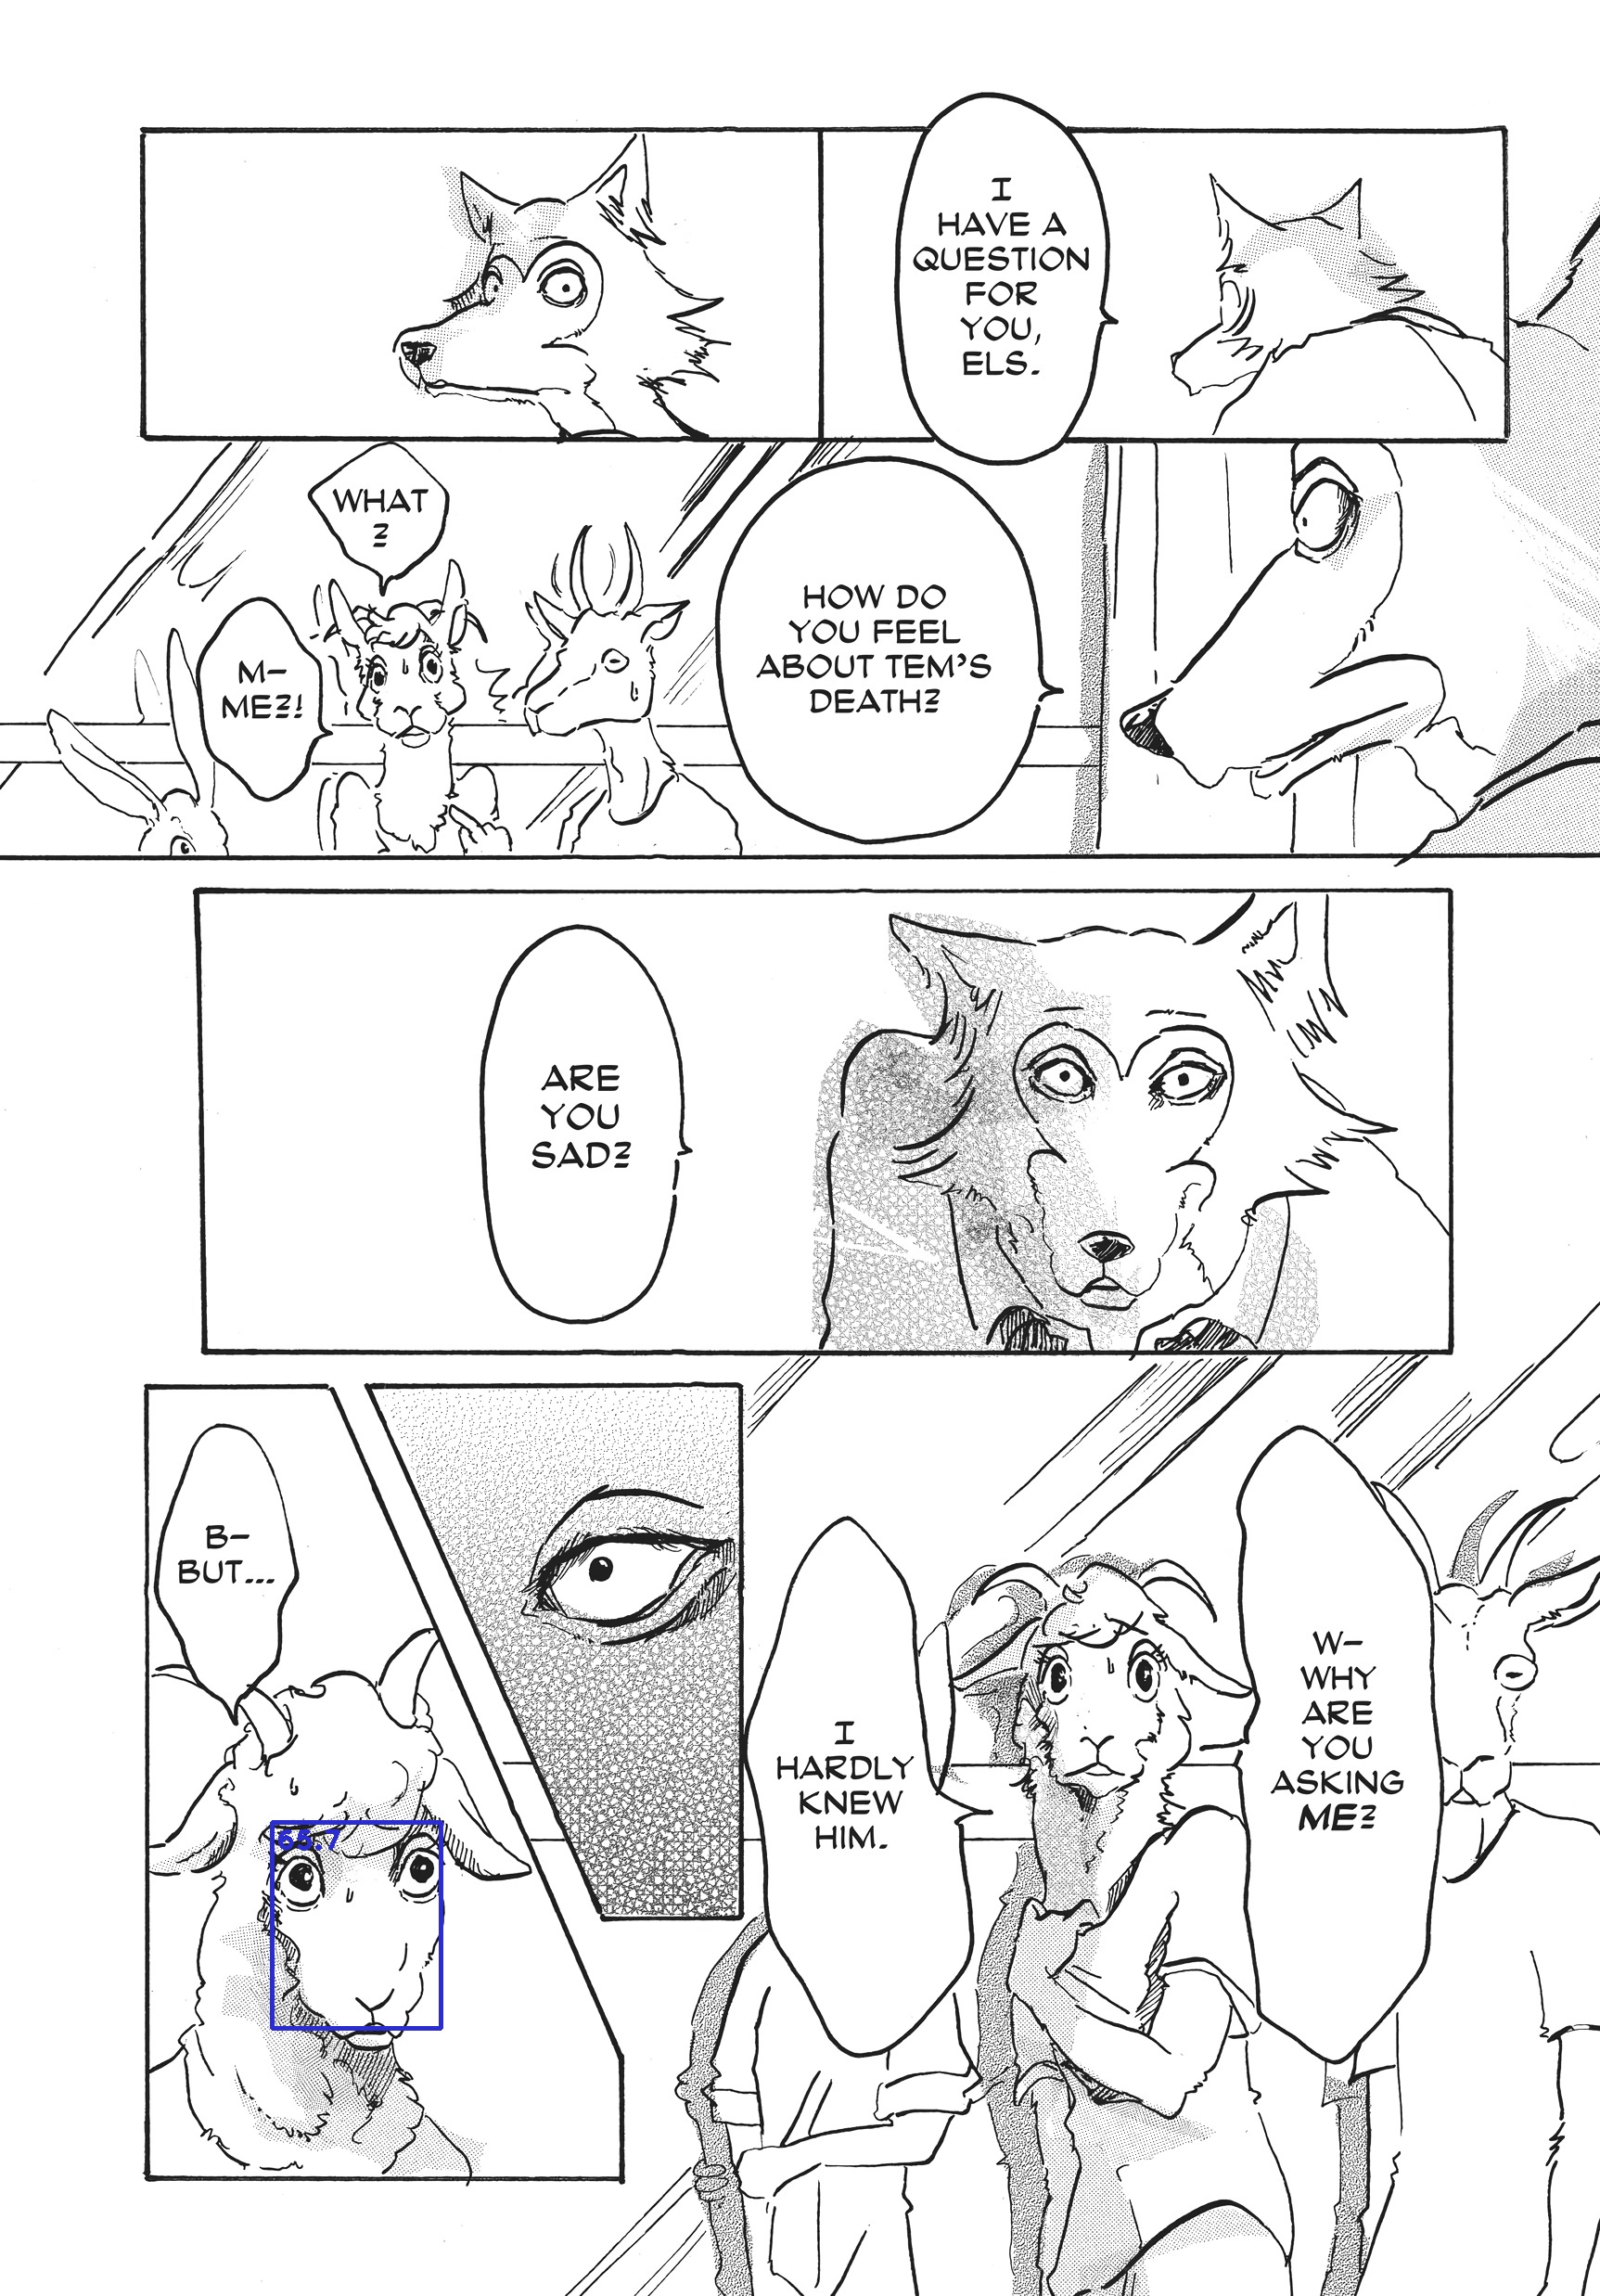 I
HAVE A
QUESTION
FOR
YOU,
ELS.
HOW DO
YOU FEEL
ABOUT TEM'S
DEATH?
WHAT
?
M-
ME?!
ARE
YOU
SAD?
W-
WHY
ARE
YOU
ASKING
ME?
I
HARDLY
KNEW
HIM.
B-
BUT...